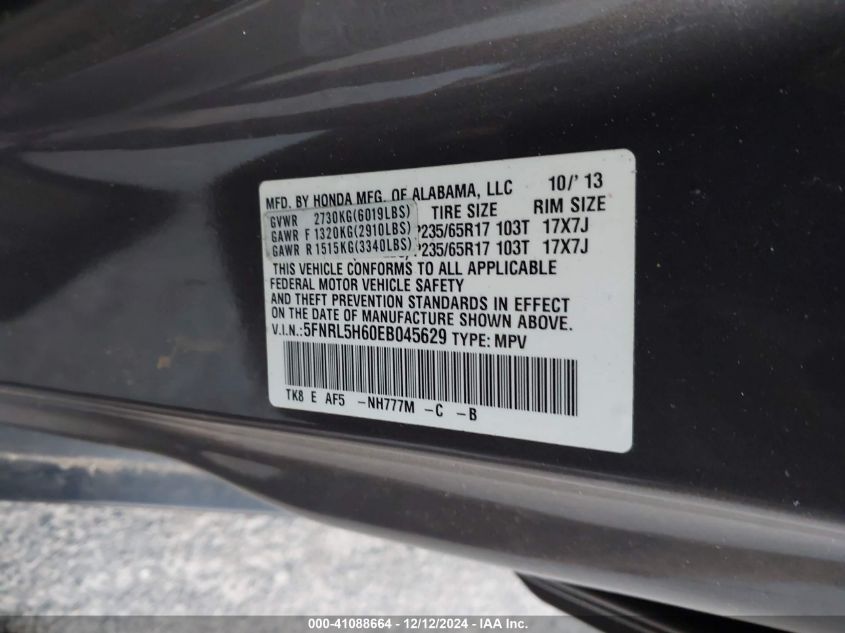 MFD. BY HONDA MFG. OF ALABAMA, LLC 10/' 13
GVWR 2730KG(6019LBS) TIRE SIZE RIM SIZE
GAWR F 1320KG(2910LBS) P235/65R17 103T 17X7J
GAWR R 1515KG(3340LBS) P235/65R17 103T 17X7J
THIS VEHICLE CONFORMS TO ALL APPLICABLE
FEDERAL MOTOR VEHICLE SAFETY
AND THEFT PREVENTION STANDARDS IN EFFECT
ON THE DATE OF MANUFACTURE SHOWN ABOVE.
V.I.N.:5FNRL5H60EB045629 TYPE: MPV
TK8 E AF5 -NH777M -C -B
000-41088664 - 12/12/2024 - IAA Inc.